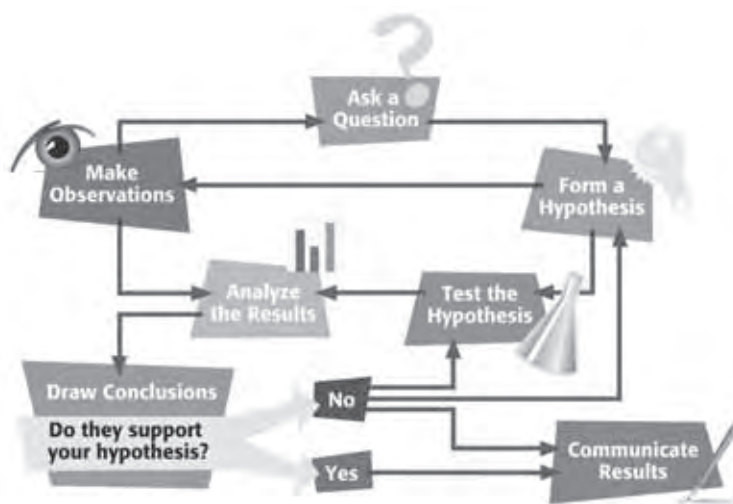 Ask a
Question
Make
Observations
Form a
Hypothesis
Analyze
the Results
Test the
Hypothesis
Draw Conclusions
Do they support
your hypothesis?
No
Yes
Communicate
Results